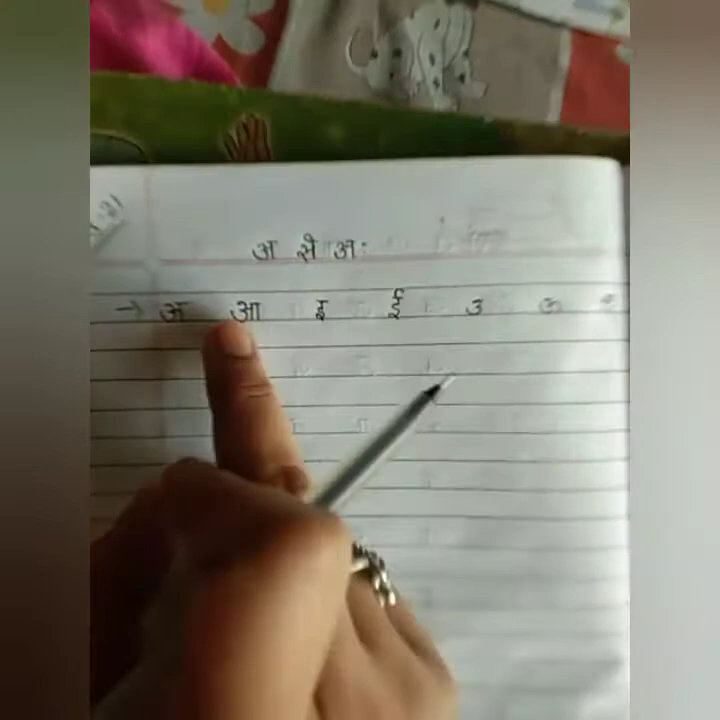 अ से अः
→ अ आ इ ई उ ऊ